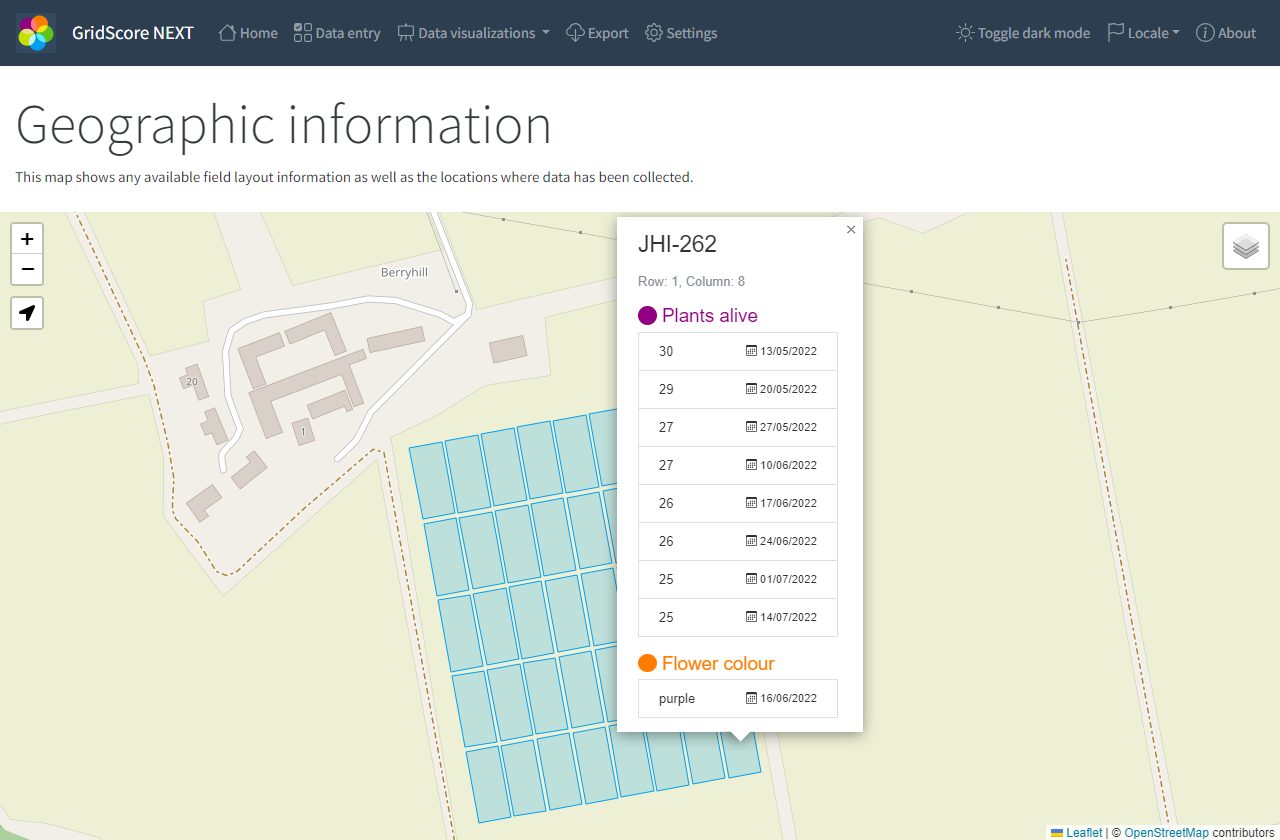 GridScore NEXT Home Data entry Data visualizations Export Settings Toggle dark mode Locale About
Geographic information
This map shows any available field layout information as well as the locations where data has been collected.
+
−
Berryhill
20
1
JHI-262 ×
Row: 1, Column: 8
Plants alive
30 13/05/2022
29 20/05/2022
27 27/05/2022
27 10/06/2022
26 17/06/2022
26 24/06/2022
25 01/07/2022
25 14/07/2022
Flower colour
purple 16/06/2022
Leaflet | © OpenStreetMap contributors